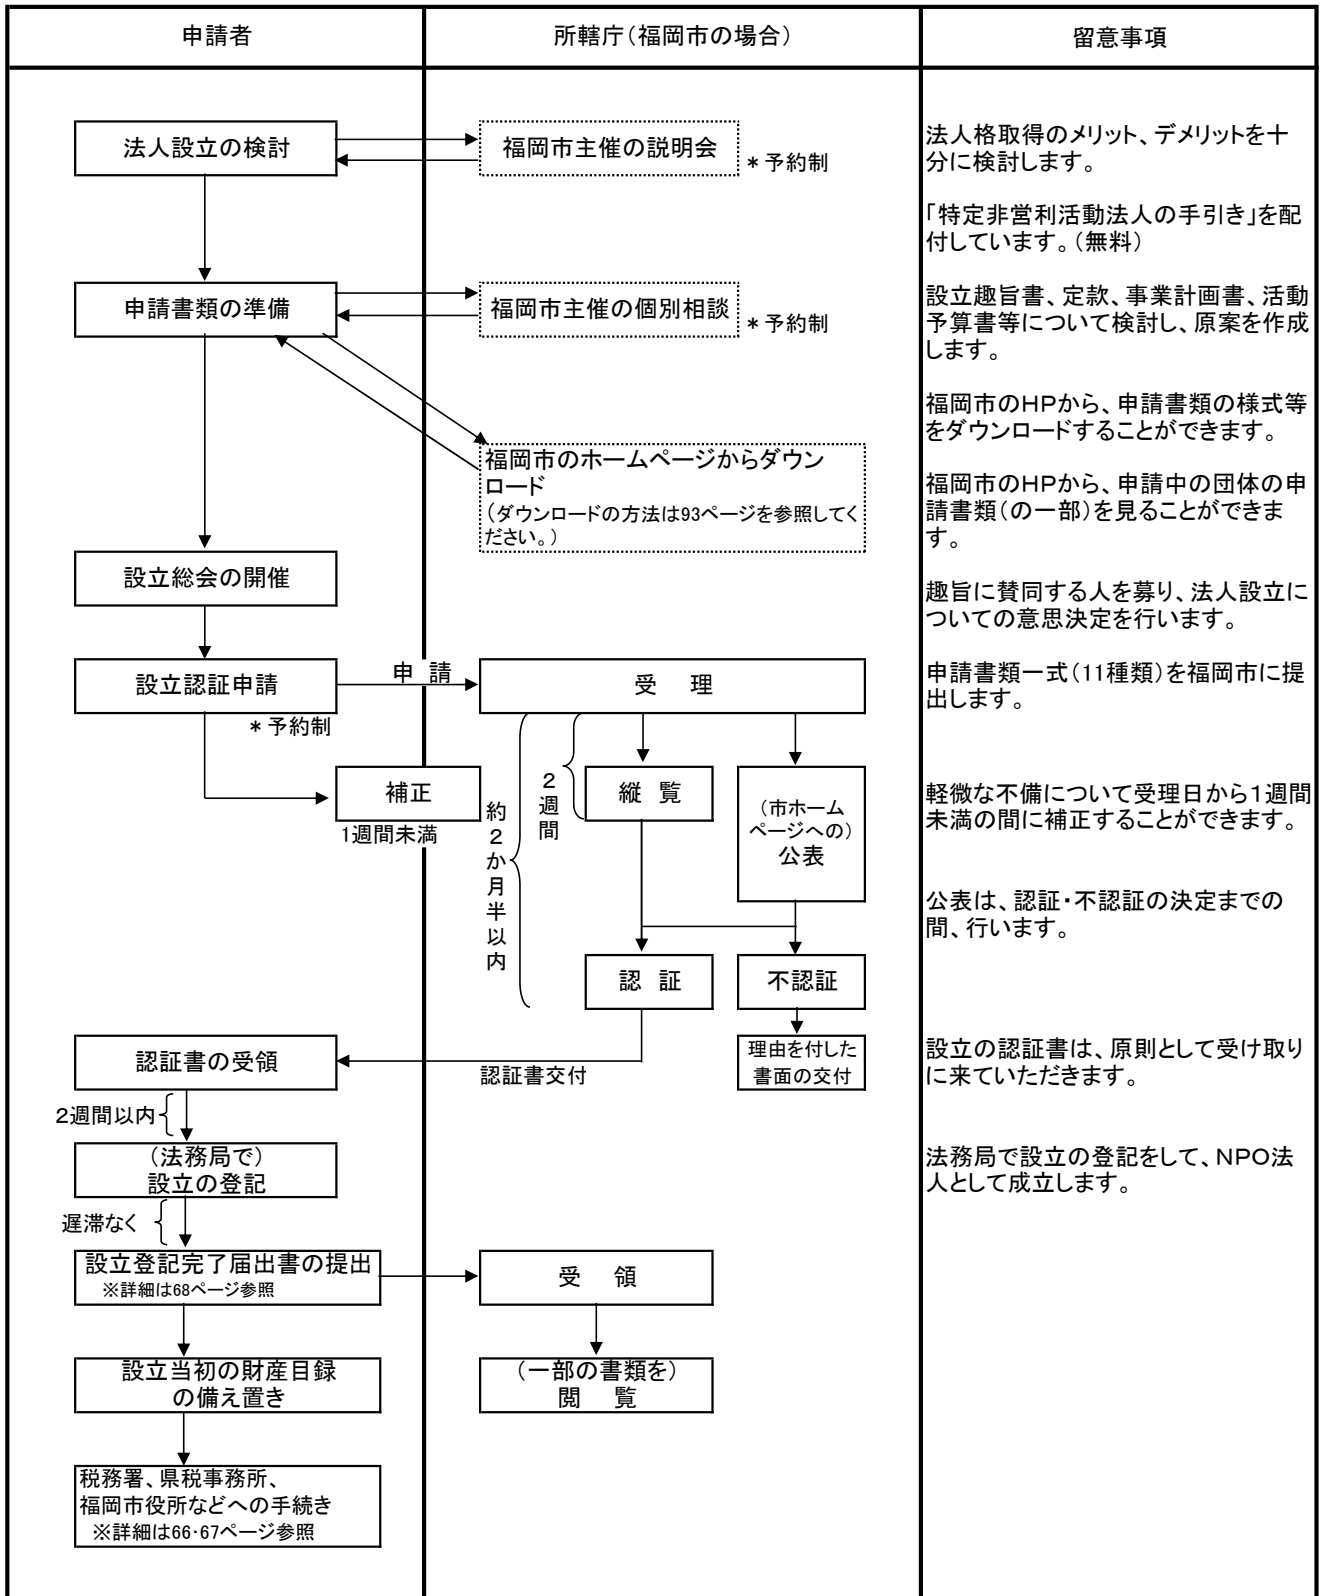 申請者
所轄庁（福岡市の場合）
留意事項
法人設立の検討
福岡市主催の説明会
＊予約制
法人格取得のメリット、デメリットを十
分に検討します。
「特定非営利活動法人の手引き」を配
付しています。（無料）
申請書類の準備
福岡市主催の個別相談
＊予約制
設立趣旨書、定款、事業計画書、活動
予算書等について検討し、原案を作成
します。
福岡市のＨＰから、申請書類の様式等
をダウンロードすることができます。
福岡市のホームページからダウン
ロード
（ダウンロードの方法は93ページを参照してく
ださい。）
福岡市のＨＰから、申請中の団体の申
請書類（の一部）を見ることができま
す。
設立総会の開催
趣旨に賛同する人を募り、法人設立に
ついての意思決定を行います。
設立認証申請
＊予約制
申　請
受　理
申請書類一式（11種類）を福岡市に提
出します。
補正
1週間未満
約２か月半以内
２週間
縦　覧
（市ホーム
ページへの）
公表
軽微な不備について受理日から１週間
未満の間に補正することができます。
公表は、認証・不認証の決定までの
間、行います。
認　証
不認証
認証書の受領
認証書交付
理由を付した
書面の交付
設立の認証書は、原則として受け取り
に来ていただきます。
２週間以内
（法務局で）
設立の登記
法務局で設立の登記をして、ＮＰＯ法
人として成立します。
遅滞なく
設立登記完了届出書の提出
※詳細は68ページ参照
受　領
設立当初の財産目録
の備え置き
（一部の書類を）
閲　覧
税務署、県税事務所、
福岡市役所などへの手続き
※詳細は66・67ページ参照